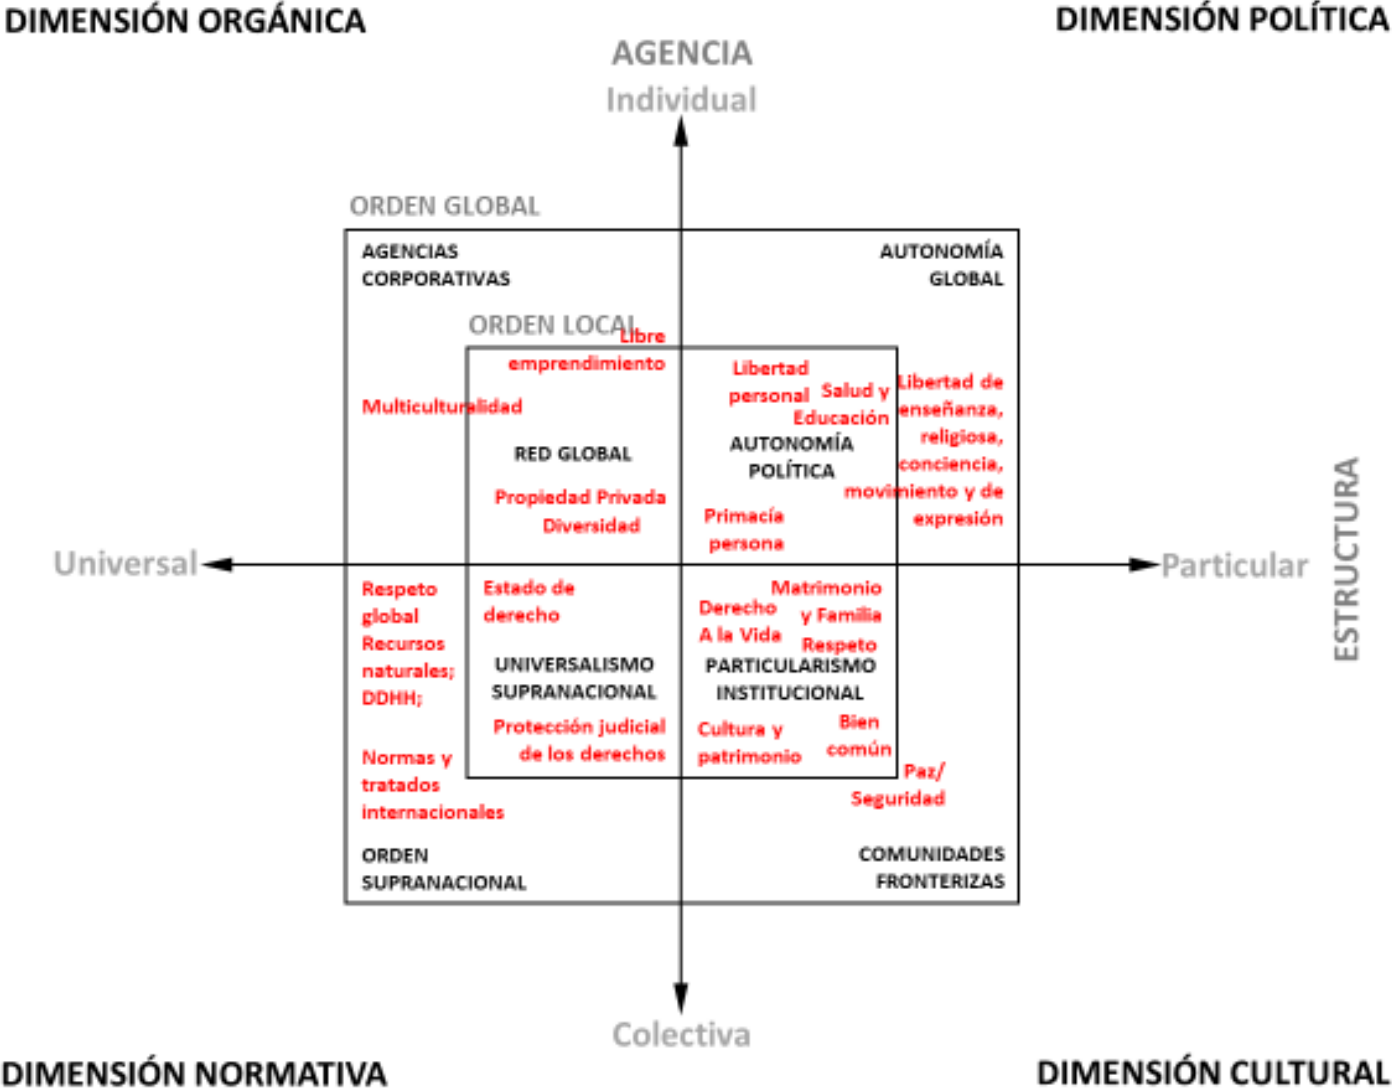 DIMENSIÓN ORGÁNICA
DIMENSIÓN POLÍTICA
AGENCIA
Individual
ORDEN GLOBAL
AGENCIAS
CORPORATIVAS
AUTONOMÍA
GLOBAL
ORDEN LOCAL
Libre
emprendimiento
Multiculturalidad
RED GLOBAL
Propiedad Privada
Diversidad
Libertad
personal
Salud y
Educación
AUTONOMÍA
POLÍTICA
Primacía
persona
Libertad de
enseñanza,
religiosa,
conciencia,
movimiento y de
expresión
Universal
Particular
ESTRUCTURA
Respeto
global
Recursos
naturales;
DDHH;
Normas y
tratados
internacionales
Estado de
derecho
UNIVERSALISMO
SUPRANACIONAL
Protección judicial
de los derechos
Matrimonio
y Familia
Derecho
A la Vida
Respeto
PARTICULARISMO
INSTITUCIONAL
Cultura y
patrimonio
Bien
común
Paz/
Seguridad
ORDEN
SUPRANACIONAL
COMUNIDADES
FRONTERIZAS
Colectiva
DIMENSIÓN NORMATIVA
DIMENSIÓN CULTURAL